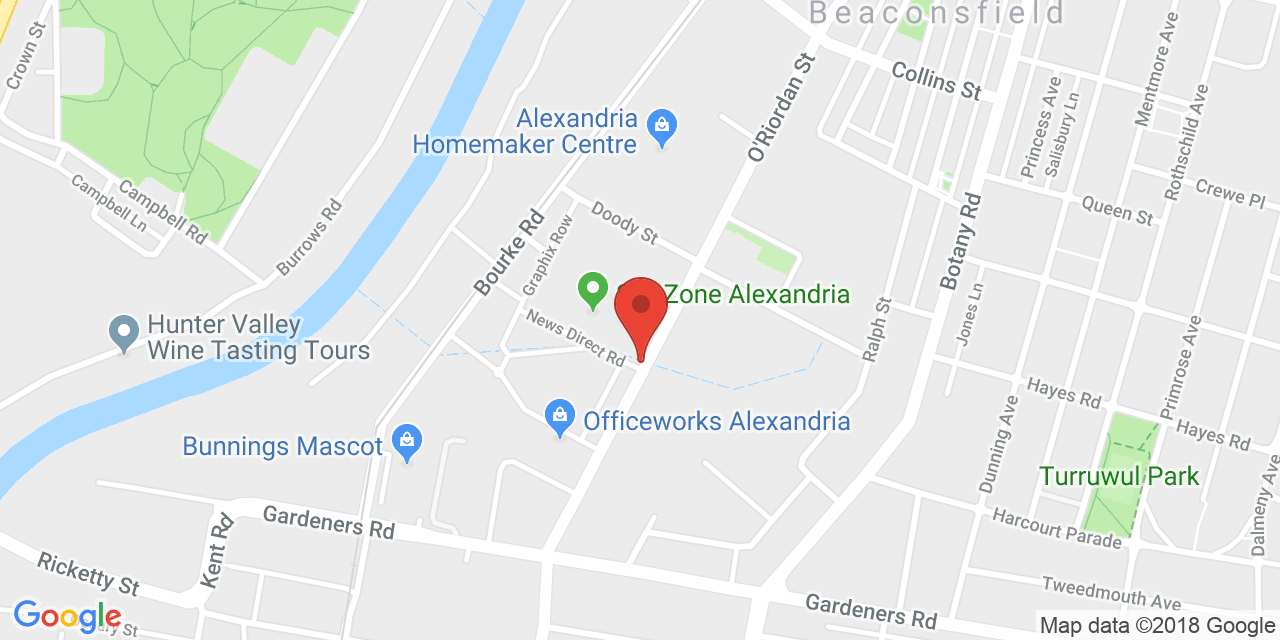 Beaconsfield
Crown St
Collins St
O'Riordan St
Mentmore Ave
Princess Ave
Salisbury Ln
Rothschild Ave
Alexandria
Homemaker Centre
Crewe Pl
Queen St
Campbell Ln
Campbell Rd
Burrows Rd
Bourke Rd
Graphix Row
Doody St
Botany Rd
Zone Alexandria
Jones Ln
Ralph St
News Direct Rd
Hunter Valley
Wine Tasting Tours
Primrose Ave
Hayes Rd
Hayes Rd
Dunning Ave
Officeworks Alexandria
Bunnings Mascot
Turruwul Park
Dalmeny Ave
Gardeners Rd
Kent Rd
Harcourt Parade
Ricketty St
Tweedmouth Ave
Gardeners Rd
Google
St
Map data ©2018 Google